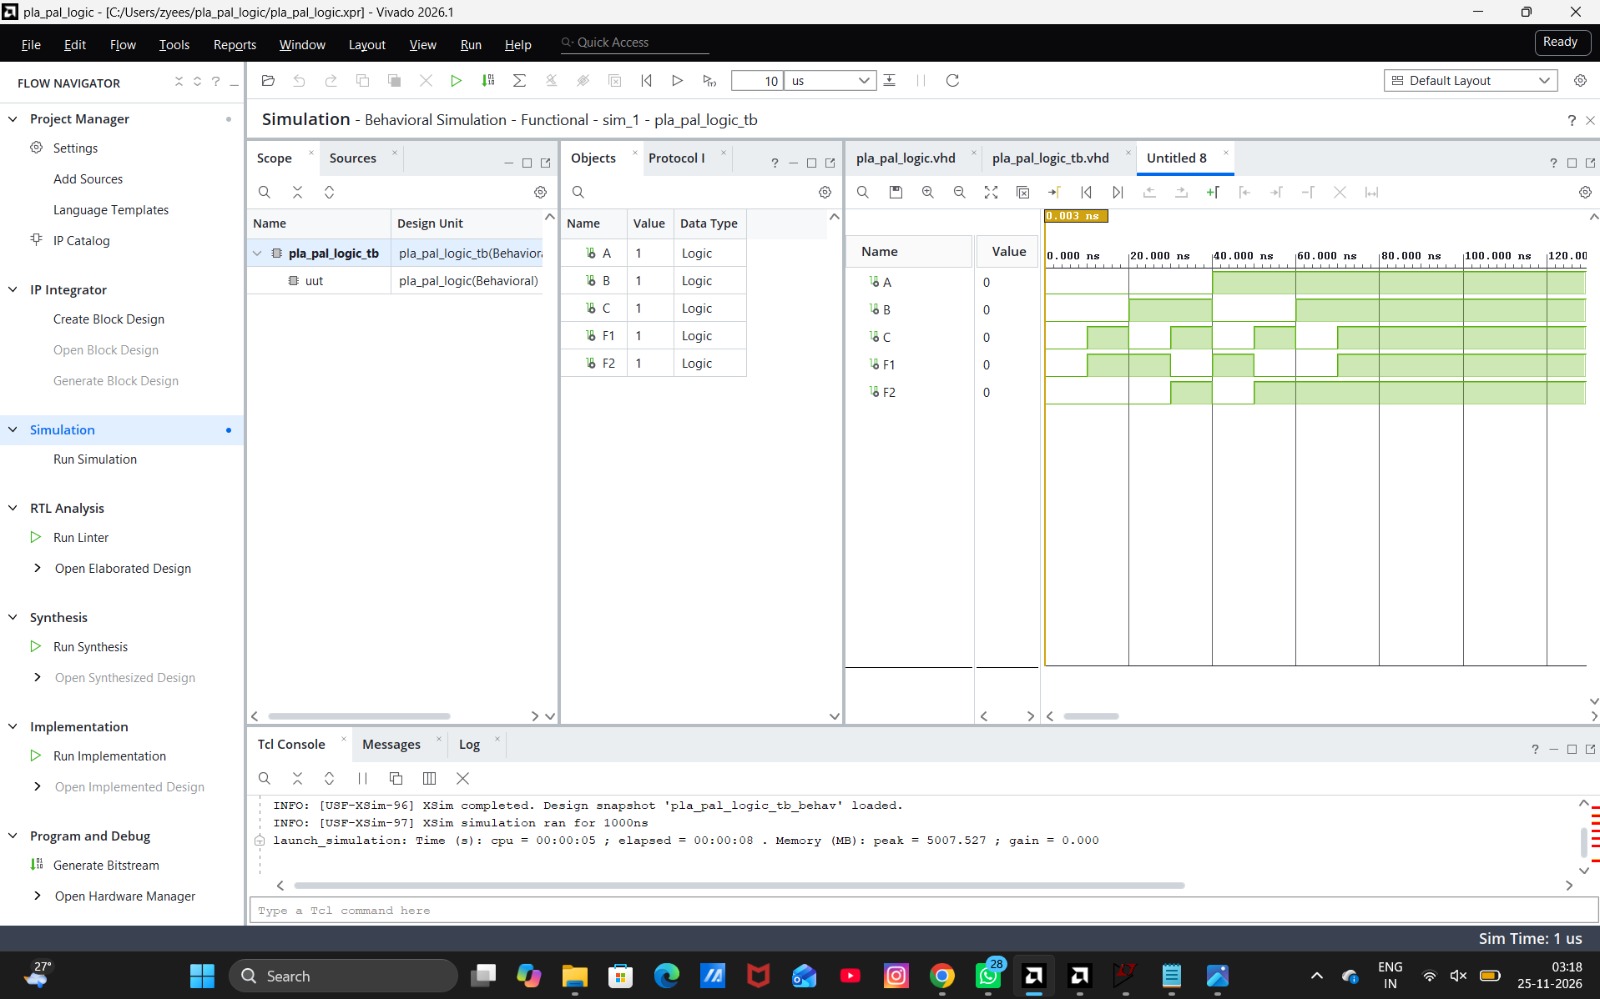 pla_pal_logic - [C:/Users/zyees/pla_pal_logic/pla_pal_logic.xpr] - Vivado 2026.1
File Edit Flow Tools Reports Window Layout View Run Help Quick Access Ready
FLOW NAVIGATOR
10 us
Default Layout
Simulation - Behavioral Simulation - Functional - sim_1 - pla_pal_logic_tb
Project Manager
Settings
Add Sources
Language Templates
IP Catalog
IP Integrator
Create Block Design
Open Block Design
Generate Block Design
Simulation
Run Simulation
RTL Analysis
Run Linter
Open Elaborated Design
Synthesis
Run Synthesis
Open Synthesized Design
Implementation
Run Implementation
Open Implemented Design
Program and Debug
Generate Bitstream
Open Hardware Manager
Scope Sources
Name Design Unit
pla_pal_logic_tb pla_pal_logic_tb(Behavior
uut pla_pal_logic(Behavioral)
Objects Protocol I
Name Value Data Type
A 1 Logic
B 1 Logic
C 1 Logic
F1 1 Logic
F2 1 Logic
pla_pal_logic.vhd pla_pal_logic_tb.vhd Untitled 8
0.003 ns
Name Value
0.000 ns 20.000 ns 40.000 ns 60.000 ns 80.000 ns 100.000 ns 120.00
A 0
B 0
C 0
F1 0
F2 0
Tcl Console Messages Log
INFO: [USF-XSim-96] XSim completed. Design snapshot 'pla_pal_logic_tb_behav' loaded.
INFO: [USF-XSim-97] XSim simulation ran for 1000ns
launch_simulation: Time (s): cpu = 00:00:05 ; elapsed = 00:00:08 . Memory (MB): peak = 5007.527 ; gain = 0.000
Type a Tcl command here
Sim Time: 1 us
27°
Search
28
ENG
IN
03:18
25-11-2026